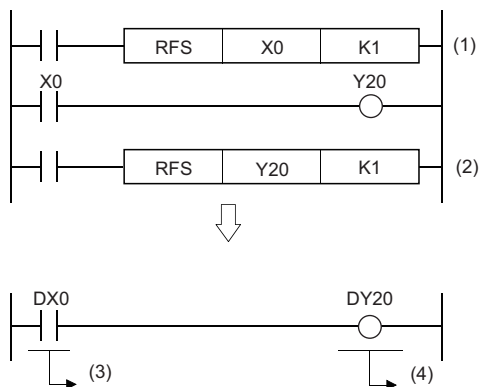 RFS X0 K1 (1)
X0 Y20
RFS Y20 K1 (2)
DX0 DY20
(3) (4)